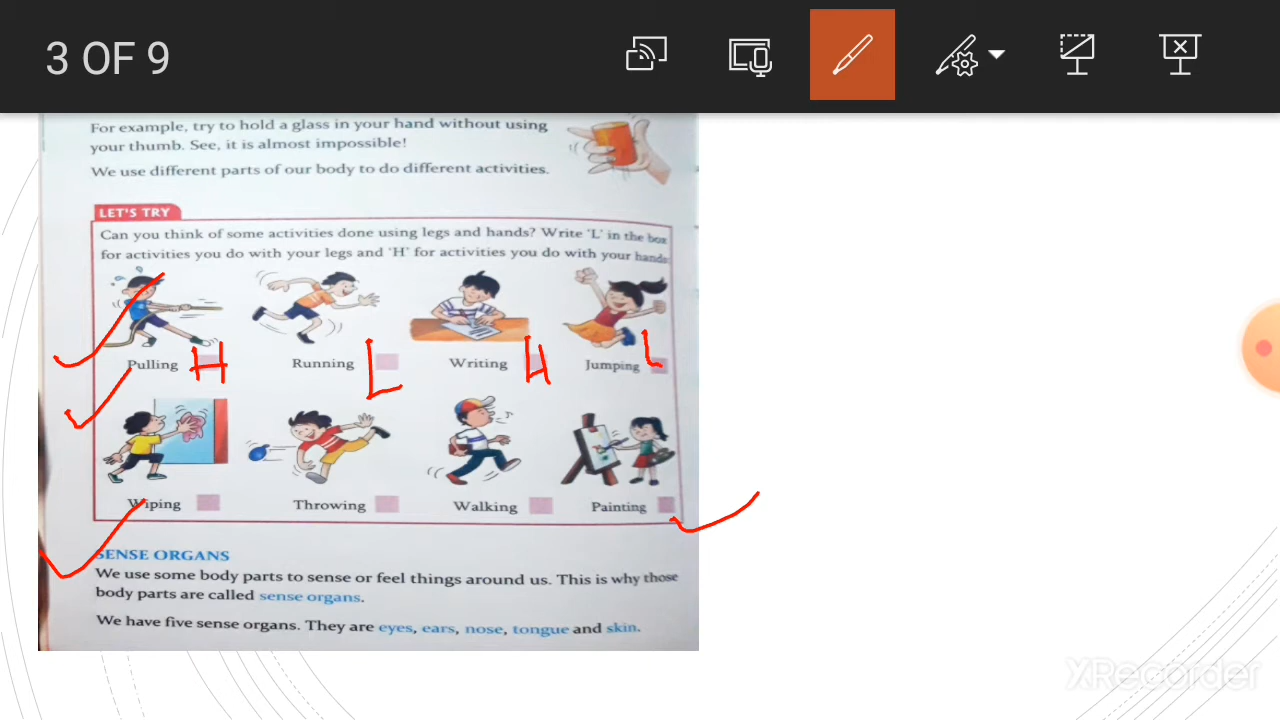 3 OF 9
For example, try to hold a glass in your hand without using
your thumb. See, it is almost impossible!
We use different parts of our body to do different activities.
LET'S TRY
Can you think of some activities done using legs and hands? Write 'L' in the box
for activities you do with your legs and 'H' for activities you do with your hands.
Pulling H Running L Writing H Jumping L
Wiping Throwing Walking Painting
SENSE ORGANS
We use some body parts to sense or feel things around us. This is why those
body parts are called sense organs.
We have five sense organs. They are eyes, ears, nose, tongue and skin.
XRecorder